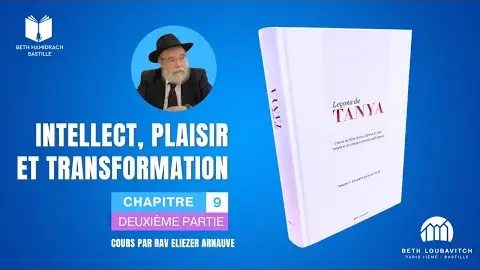 BETH HAMIDRACH
BASTILLE
INTELLECT, PLAISIR
ET TRANSFORMATION
CHAPITRE 9
DEUXIÈME PARTIE
COURS PAR RAV ELIEZER ARNAUVE
TANYA
Leçons de
TANYA
BETH LOUBAVITCH
PARIS 11ÈME - BASTILLE